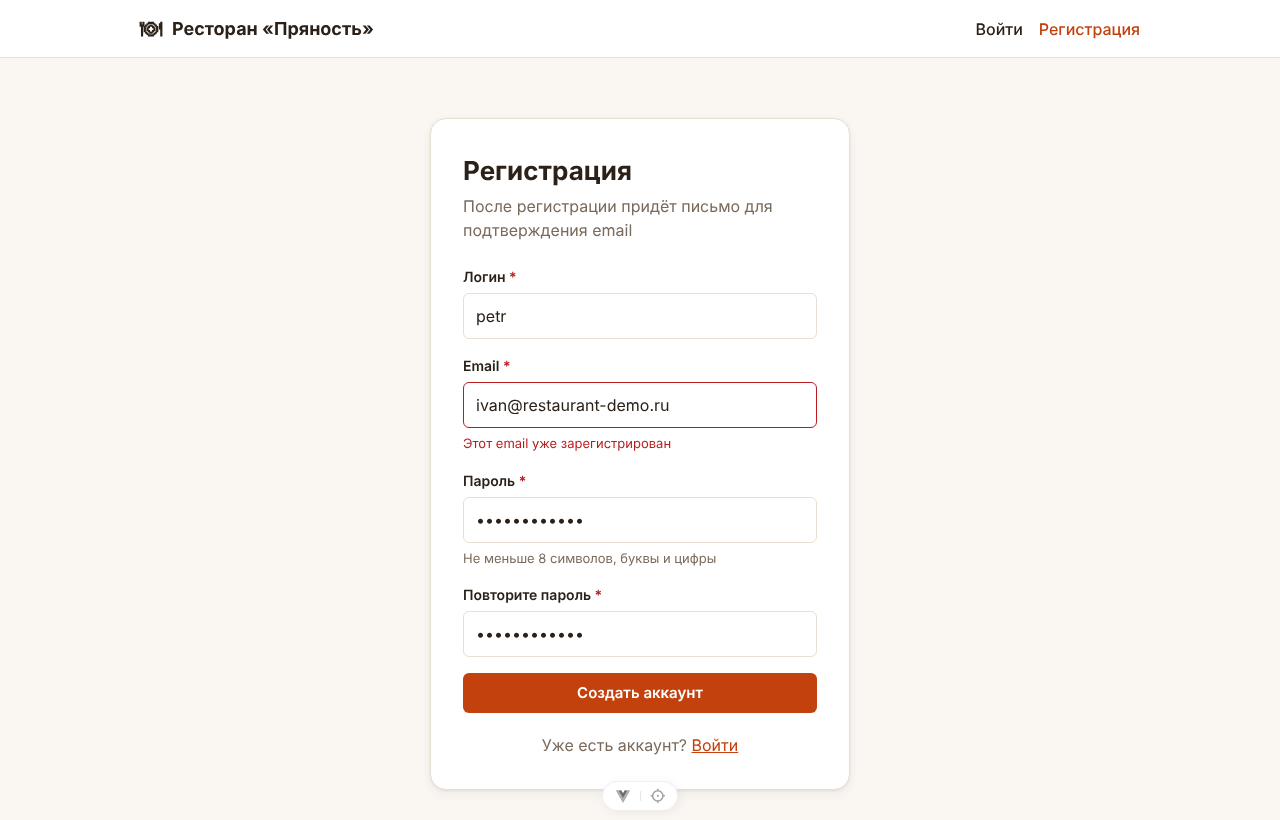 Ресторан «Пряность»
Войти Регистрация
Регистрация
После регистрации придёт письмо для
подтверждения email
Логин *
petr
Email *
ivan@restaurant-demo.ru
Этот email уже зарегистрирован
Пароль *
••••••••••••
Не меньше 8 символов, буквы и цифры
Повторите пароль *
••••••••••••
Создать аккаунт
Уже есть аккаунт? Войти